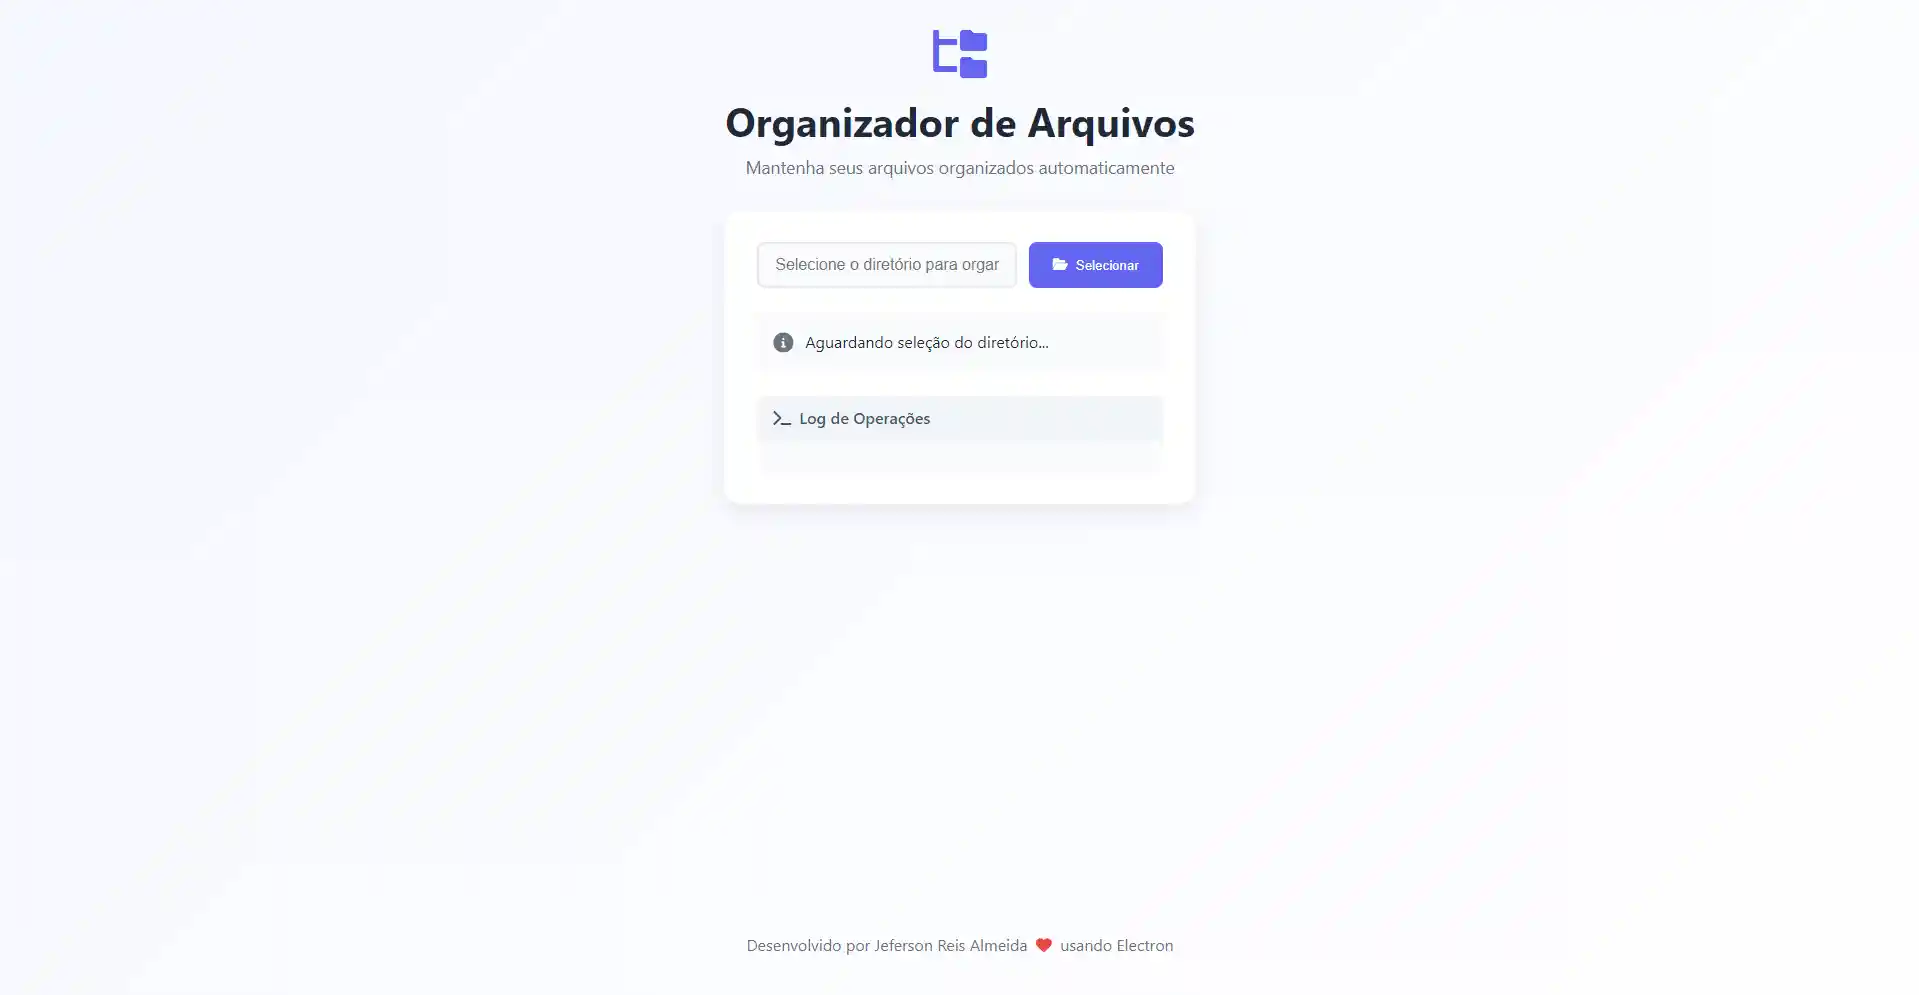 Organizador de Arquivos
Mantenha seus arquivos organizados automaticamente
Selecione o diretório para orgar
Selecionar
Aguardando seleção do diretório...
Log de Operações
Desenvolvido por Jeferson Reis Almeida ❤ usando Electron